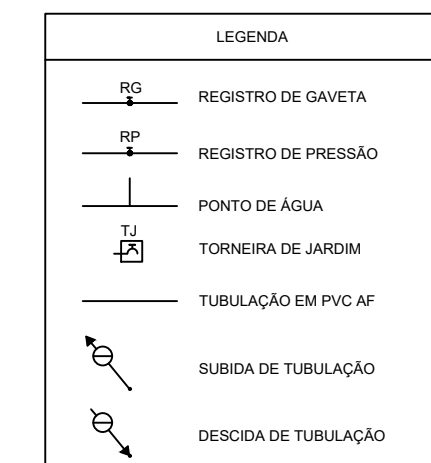 LEGENDA
RG
REGISTRO DE GAVETA
RP
REGISTRO DE PRESSÃO
PONTO DE ÁGUA
TJ
TORNEIRA DE JARDIM
TUBULAÇÃO EM PVC AF
SUBIDA DE TUBULAÇÃO
DESCIDA DE TUBULAÇÃO